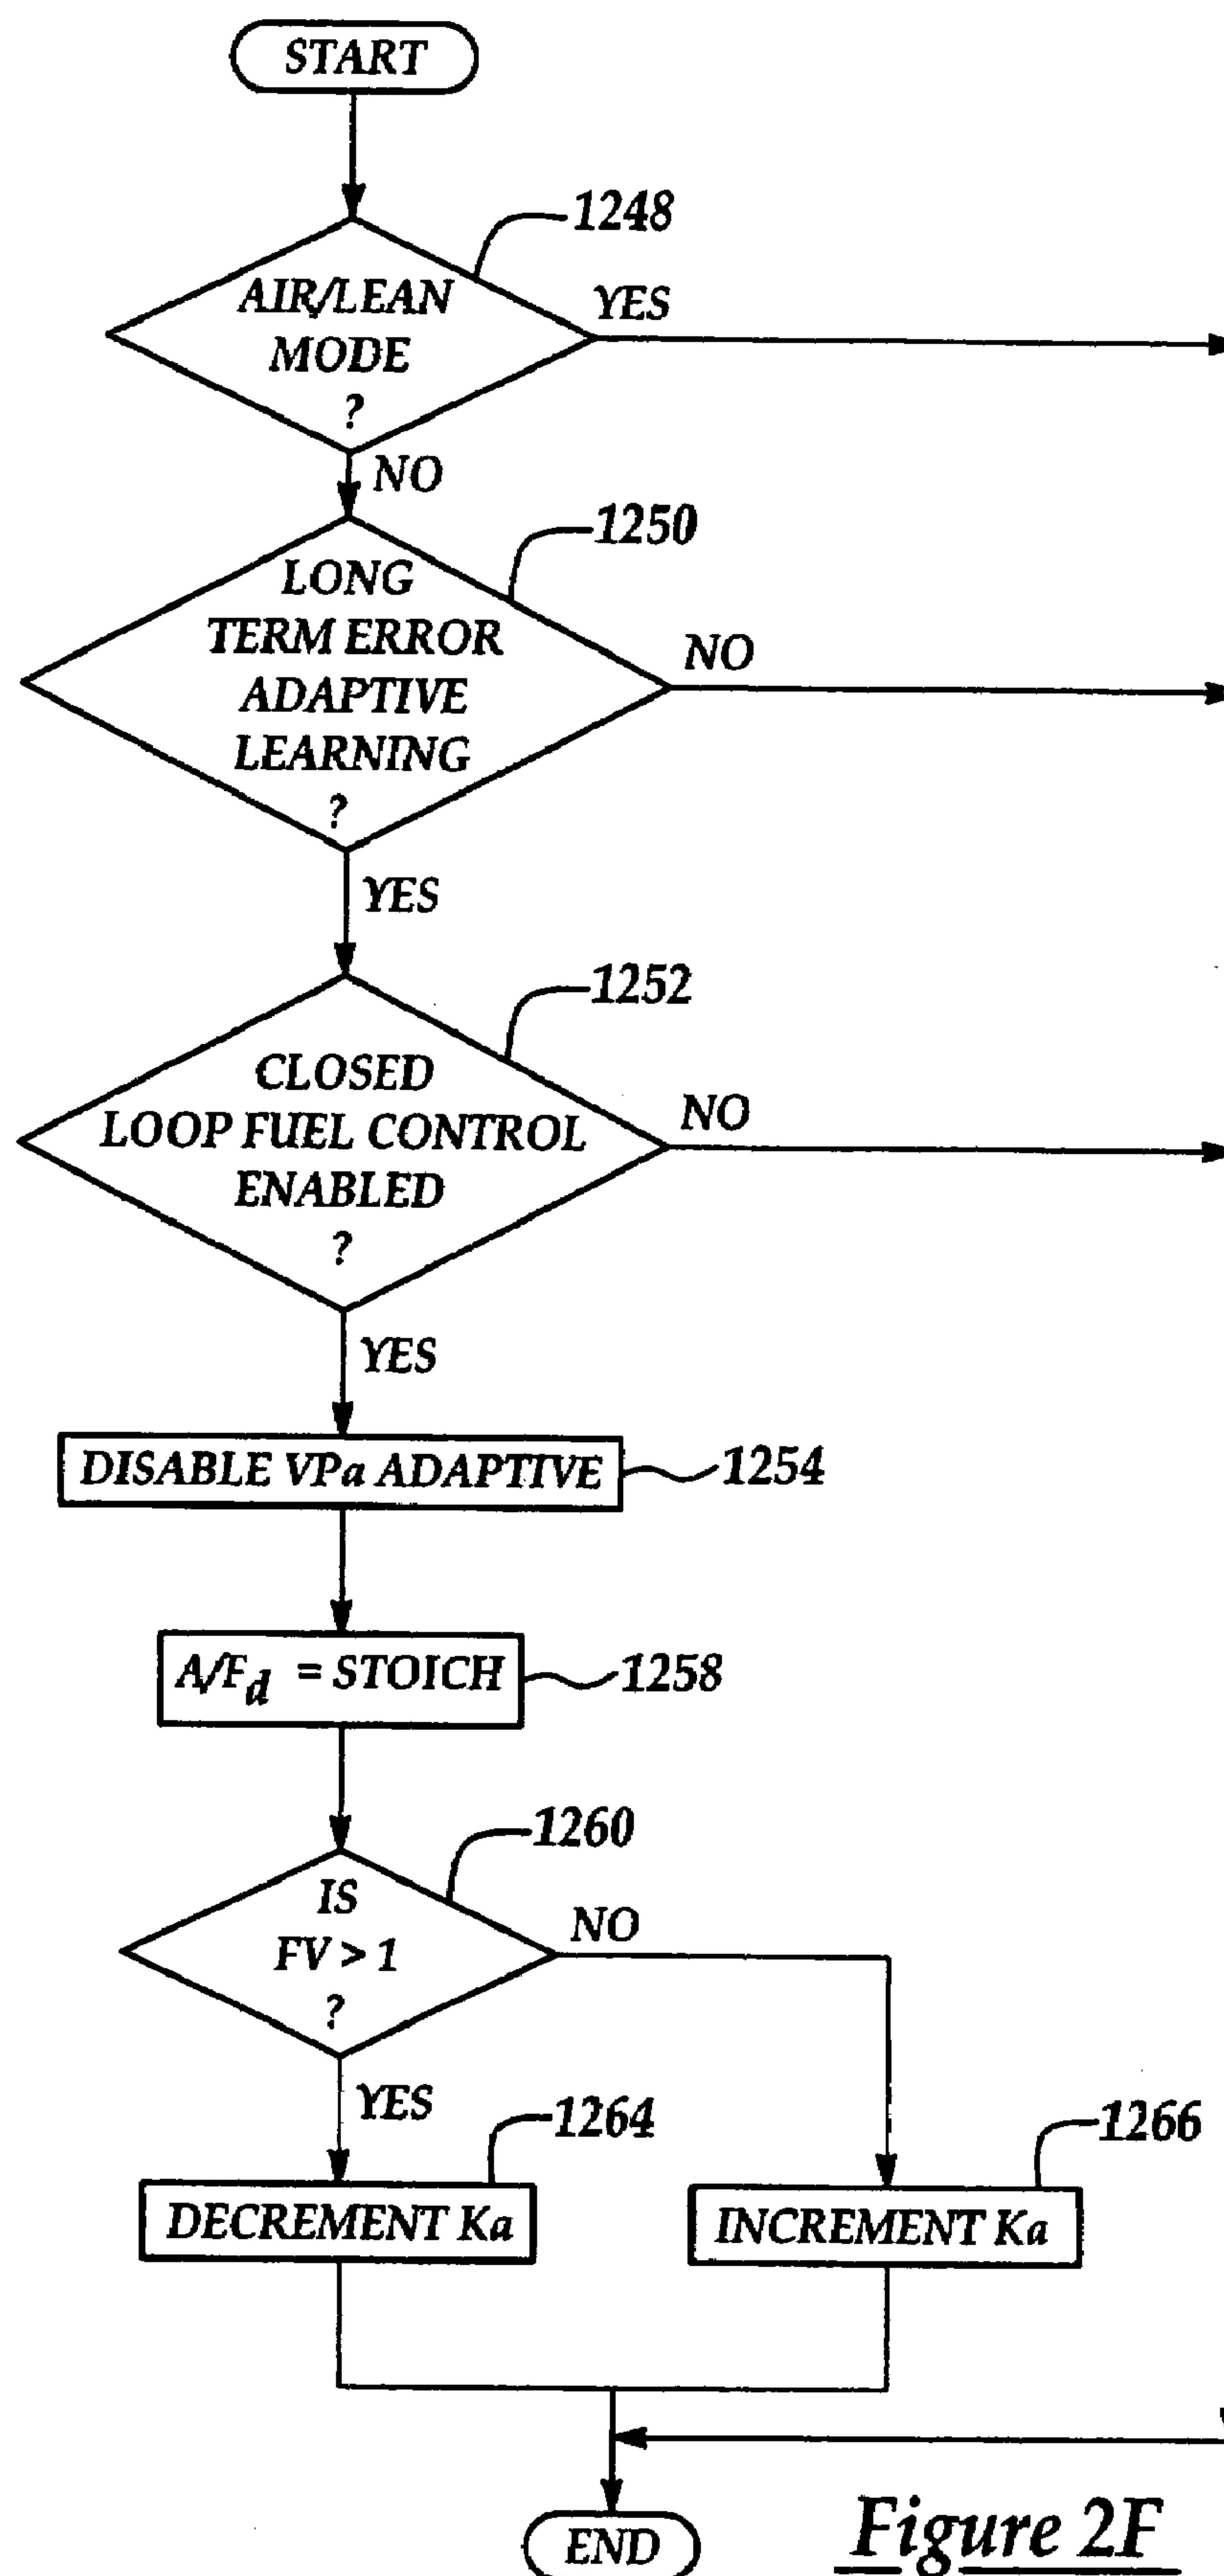 START
1248
AIR/LEAN
MODE
?
YES
NO
1250
LONG
TERM ERROR
ADAPTIVE
LEARNING
?
NO
YES
1252
CLOSED
LOOP FUEL CONTROL
ENABLED
?
NO
YES
DISABLE VPa ADAPTIVE
1254
A/Fd = STOICH
1258
1260
IS
FV > 1
?
NO
YES
1264
1266
DECREMENT Ka
INCREMENT Ka
END
Figure 2F